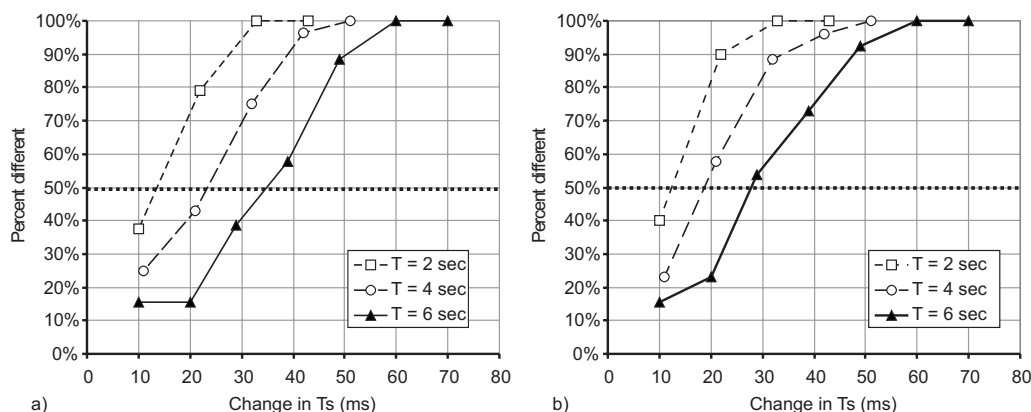 100%
90%
80%
70%
60%
50%
40%
30%
20%
10%
0%
Percent different
0 10 20 30 40 50 60 70 80
T = 2 sec
T = 4 sec
T = 6 sec
a) Change in Ts (ms)
100%
90%
80%
70%
60%
50%
40%
30%
20%
10%
0%
Percent different
0 10 20 30 40 50 60 70 80
T = 2 sec
T = 4 sec
T = 6 sec
b) Change in Ts (ms)